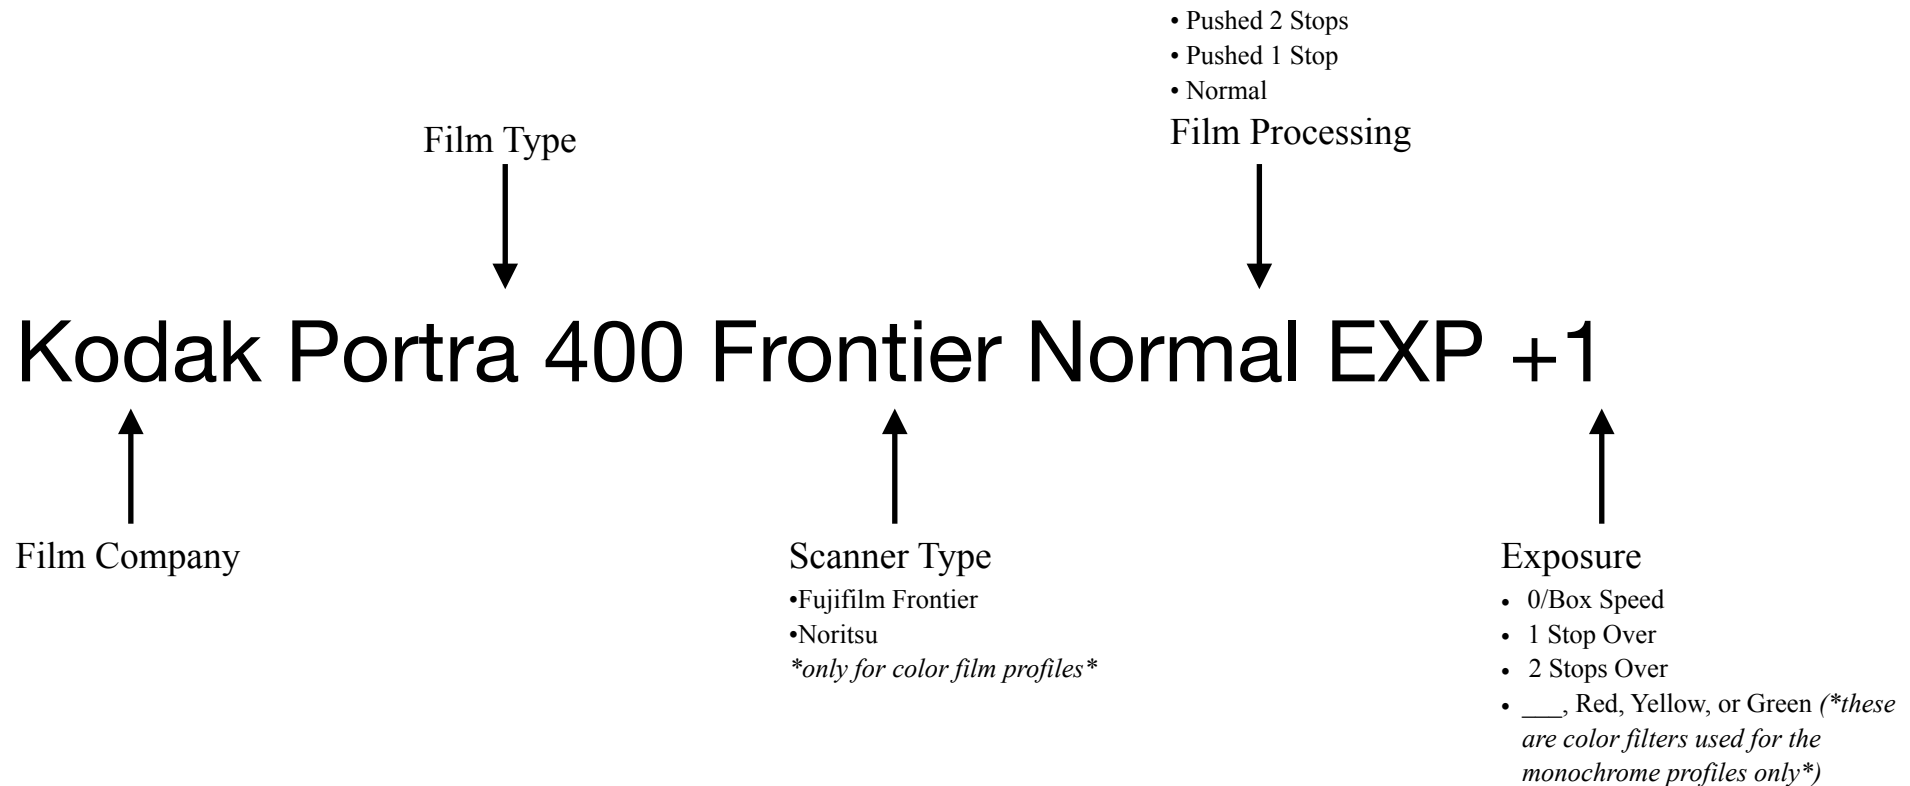 • Pushed 2 Stops
• Pushed 1 Stop
• Normal
Film Processing
Film Type
Kodak Portra 400 Frontier Normal EXP +1
Film Company
Scanner Type
•Fujifilm Frontier
•Noritsu
*only for color film profiles*
Exposure
• 0/Box Speed
• 1 Stop Over
• 2 Stops Over
• ___, Red, Yellow, or Green (*these
are color filters used for the
monochrome profiles only*)